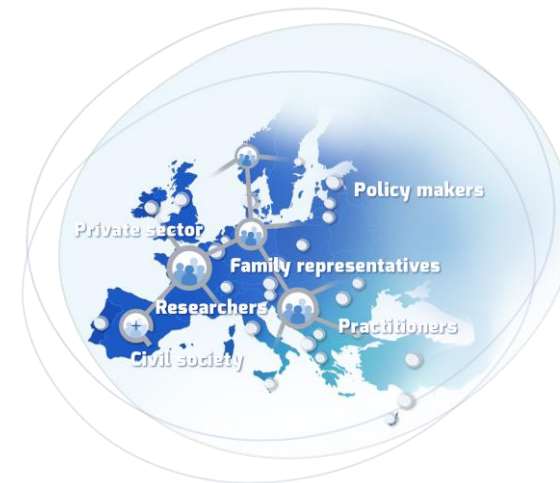 Policy makers
Private sector
Family representatives
Researchers
Practitioners
Civil society